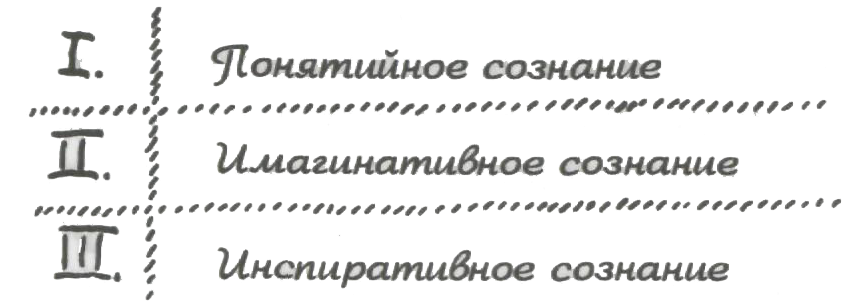 I. Понятийное сознание
II. Имагинативное сознание
III. Инспиративное сознание